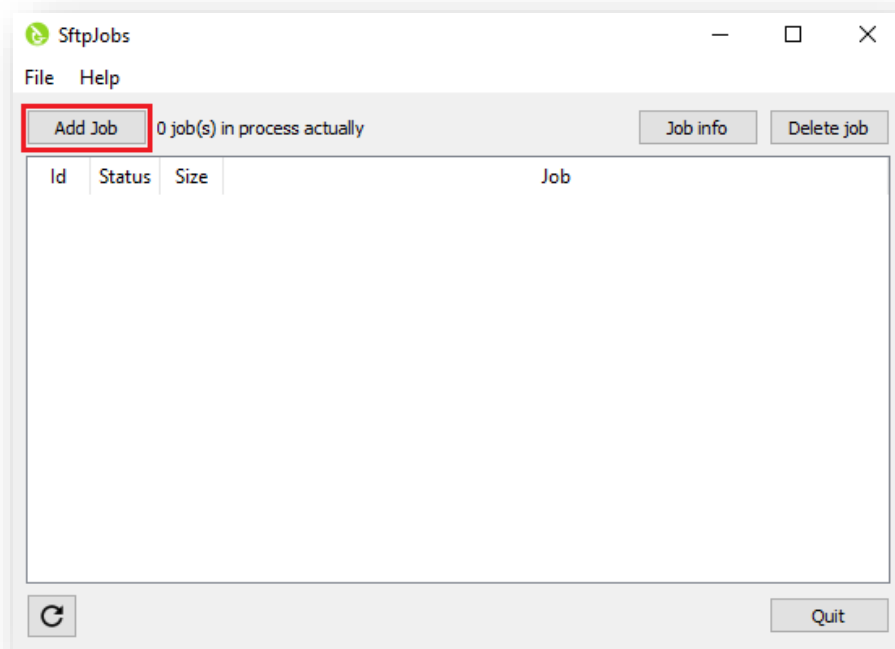 SftpJobs
File Help
Add Job 0 job(s) in process actually Job info Delete job
Id Status Size Job
Quit